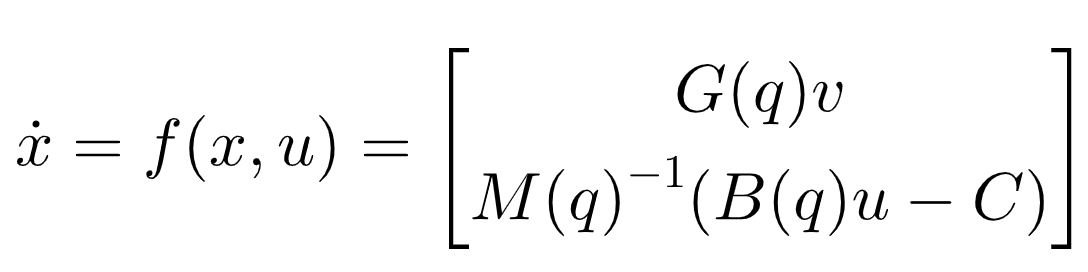 ẋ = f(x, u) = [ G(q)v
M(q)⁻¹(B(q)u − C) ]